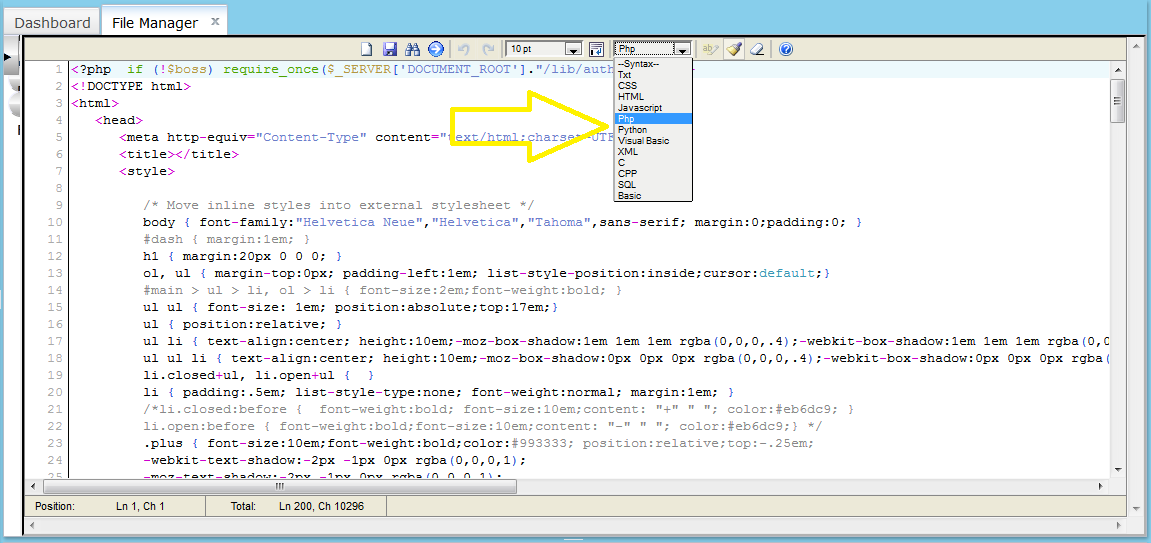 Dashboard File Manager x
10 pt Php
1 <?php if (!$boss) require_once($_SERVER['DOCUMENT_ROOT']."/lib/auth
2 <!DOCTYPE html>
3 <html>
4 <head>
5 <meta http-equiv="Content-Type" content="text/html;charset=UTF
6 <title></title>
7 <style>
8
9 /* Move inline styles into external stylesheet */
10 body { font-family:"Helvetica Neue","Helvetica","Tahoma",sans-serif; margin:0;padding:0; }
11 #dash { margin:1em; }
12 h1 { margin:20px 0 0 0; }
13 ol, ul { margin-top:0px; padding-left:1em; list-style-position:inside;cursor:default;}
14 #main > ul > li, ol > li { font-size:2em;font-weight:bold; }
15 ul ul { font-size: 1em; position:absolute;top:17em;}
16 ul { position:relative; }
17 ul li { text-align:center; height:10em;-moz-box-shadow:1em 1em 1em rgba(0,0,0,.4);-webkit-box-shadow:1em 1em 1em rgba(0,0
18 ul ul li { text-align:center; height:10em;-moz-box-shadow:0px 0px 0px rgba(0,0,0,.4);-webkit-box-shadow:0px 0px 0px rgba(
19 li.closed+ul, li.open+ul { }
20 li { padding:.5em; list-style-type:none; font-weight:normal; margin:1em; }
21 /*li.closed:before { font-weight:bold; font-size:10em;content: "+" " "; color:#eb6dc9; }
22 li.open:before { font-weight:bold;font-size:10em;content: "-" " "; color:#eb6dc9;} */
23 .plus { font-size:10em;font-weight:bold;color:#993333; position:relative;top:-.25em;
24 -webkit-text-shadow:-2px -1px 0px rgba(0,0,0,1);
25 -moz-text-shadow:-2px -1px 0px rgba(0,0,0,1);
--Syntax--
Txt
CSS
HTML
Javascript
Php
Python
Visual Basic
XML
C
CPP
SQL
Basic
Position: Ln 1, Ch 1 Total: Ln 200, Ch 10296